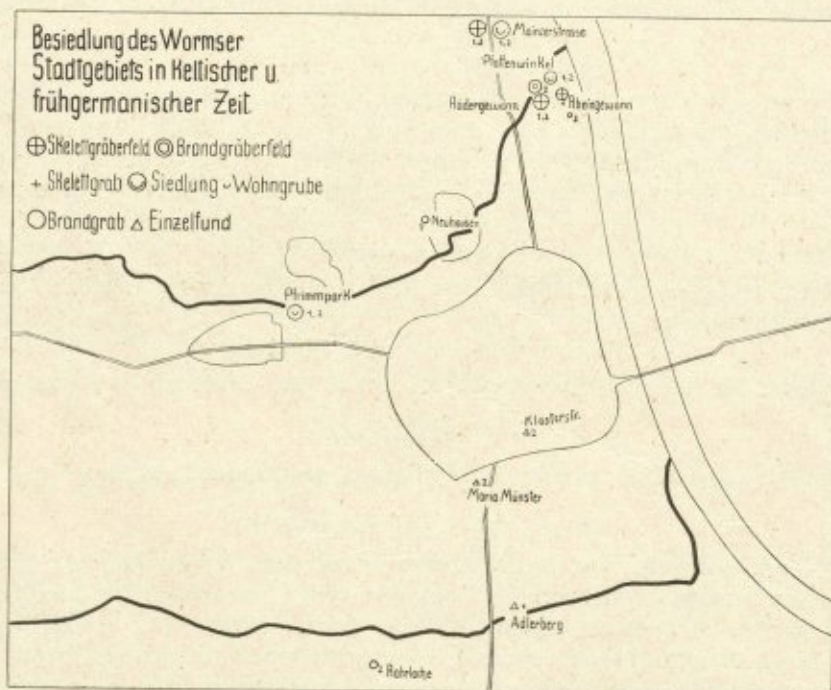 Besiedlung des Wormser
Stadtgebiets in Keltischer u.
frühgermanischer Zeit
Skelettgräberfeld Brandgräberfeld
Skelettgrab Siedlung Wohngrube
Brandgrab Einzelfund
Mainzerstrasse
Pfaffenwinkel
Rheingewann
Neuhausen
Pfrimmpark
Klosterstr.
Maria Münster
Adlerberg